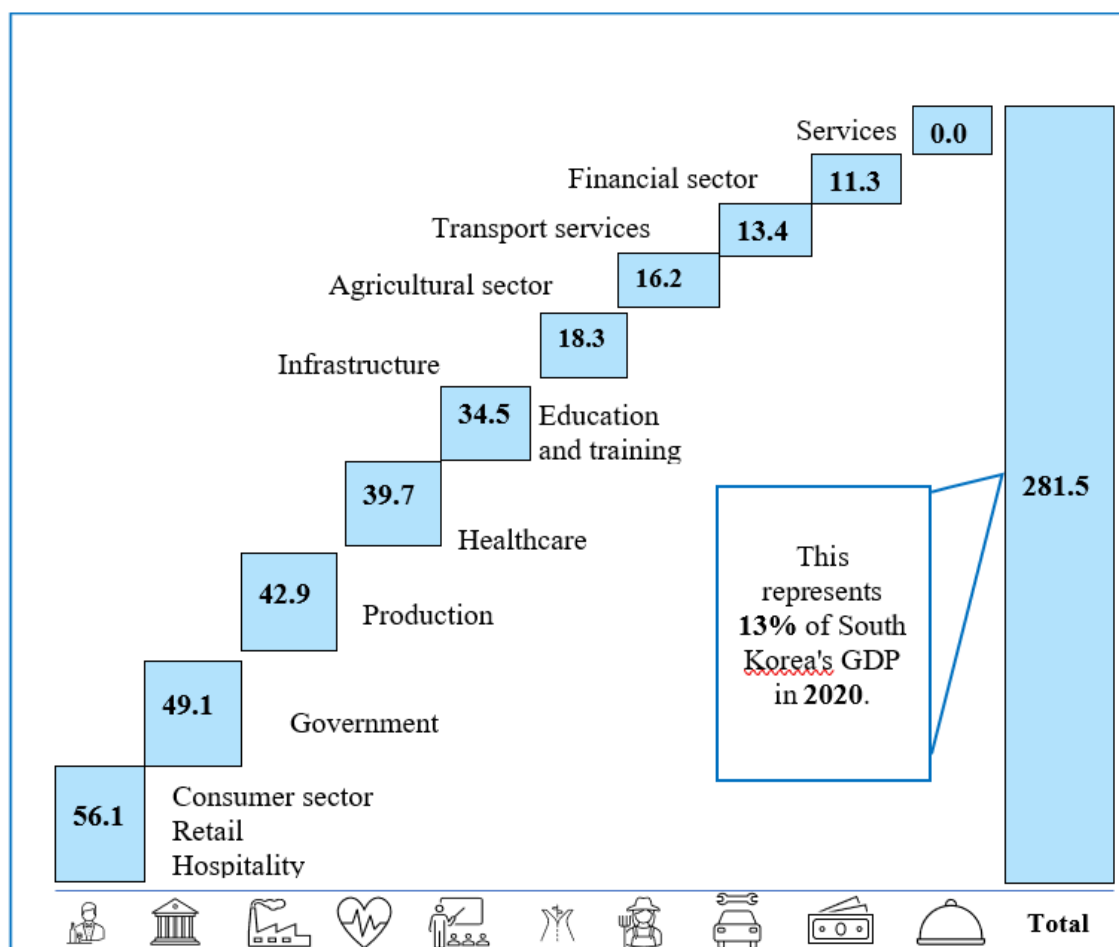 Services
0.0
Financial sector
11.3
Transport services
13.4
Agricultural sector
16.2
18.3
Infrastructure
34.5
Education
and training
39.7
Healthcare
42.9
Production
49.1
Government
56.1
Consumer sector
Retail
Hospitality
This
represents
13% of South
Korea's GDP
in 2020.
281.5
Total